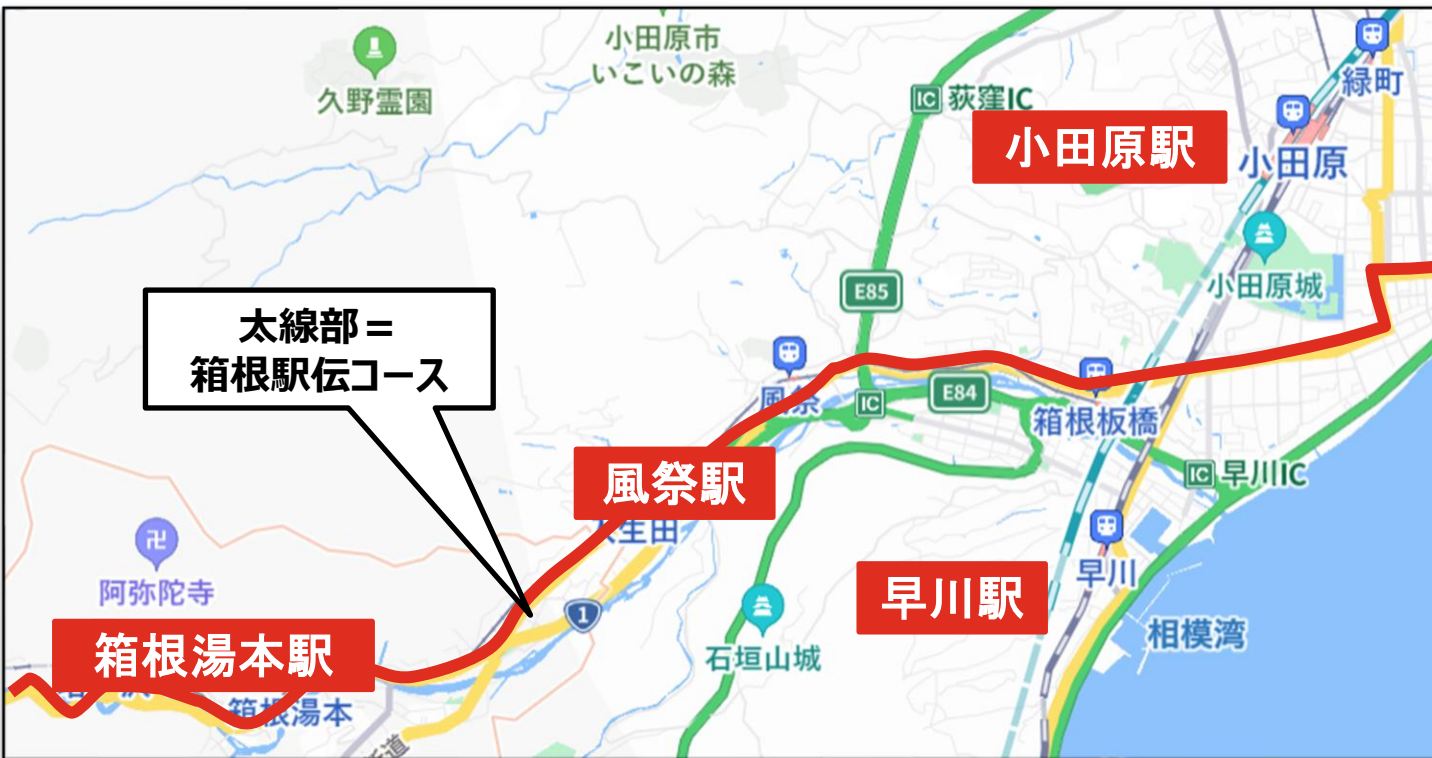 小田原市
いこいの森
久野霊園
IC 荻窪IC
緑町
小田原駅
小田原
小田原城
E85
太線部=
箱根駅伝コース
風祭
IC
E84
箱根板橋
IC 早川IC
風祭駅
入生田
早川
早川駅
阿弥陀寺
1
相模湾
箱根湯本駅
石垣山城
箱根湯本
新道